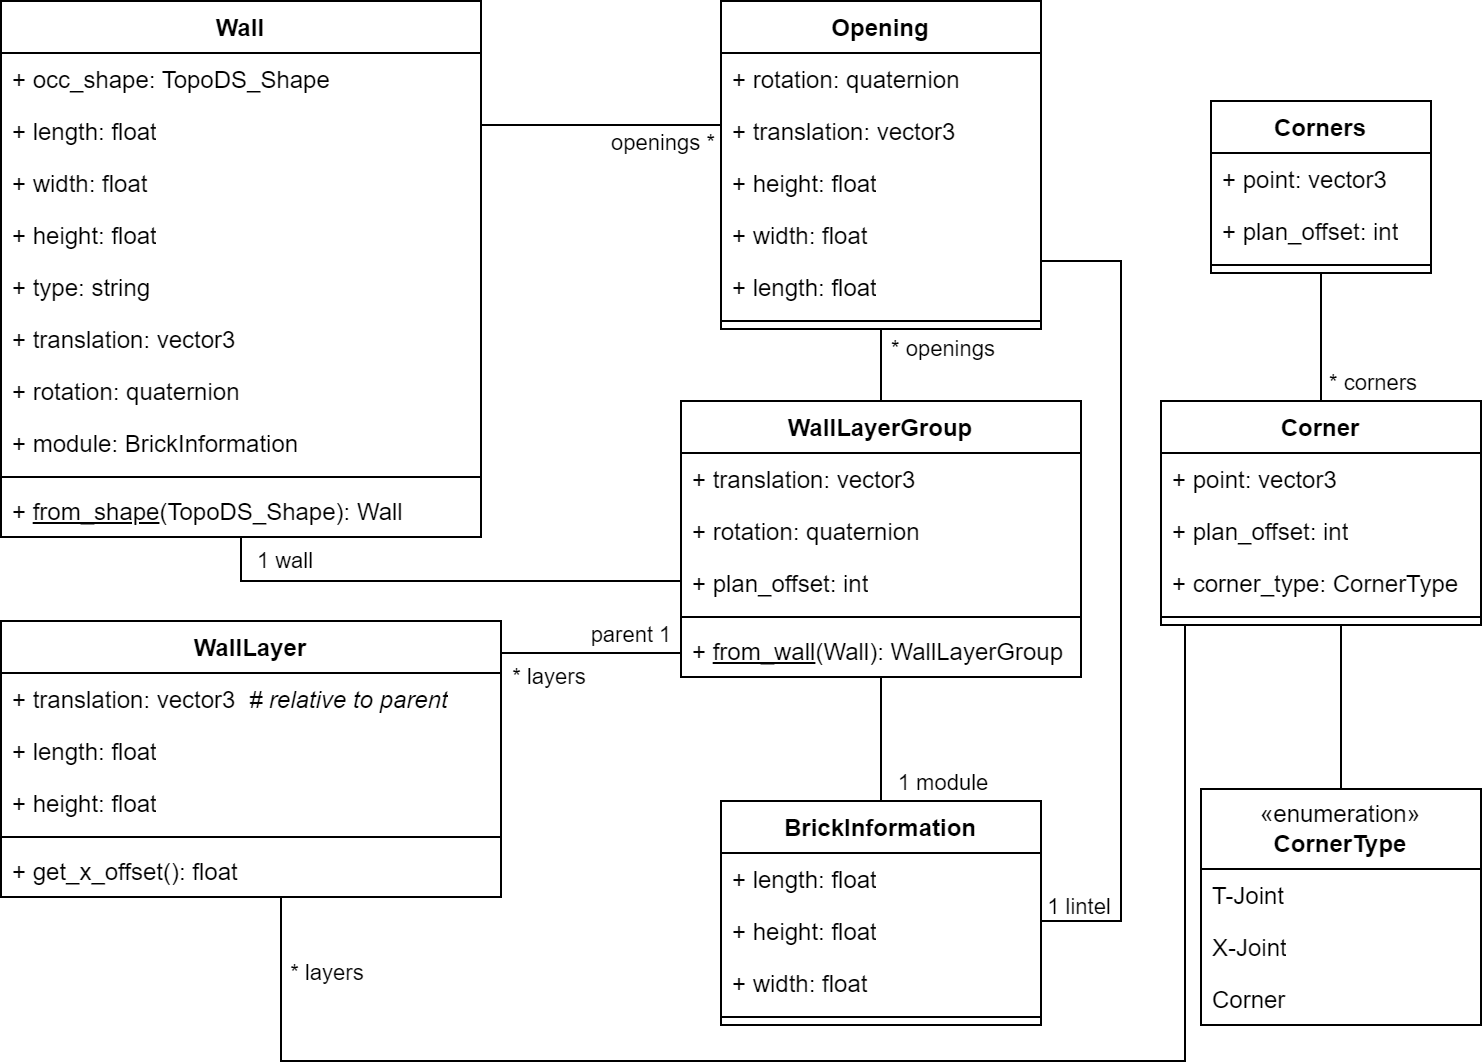 Wall
+ occ_shape: TopoDS_Shape
+ length: float
+ width: float
+ height: float
+ type: string
+ translation: vector3
+ rotation: quaternion
+ module: BrickInformation
+ from_shape(TopoDS_Shape): Wall
openings *
Opening
+ rotation: quaternion
+ translation: vector3
+ height: float
+ width: float
+ length: float
* openings
Corners
+ point: vector3
+ plan_offset: int
* corners
1 wall
WallLayerGroup
+ translation: vector3
+ rotation: quaternion
+ plan_offset: int
+ from_wall(Wall): WallLayerGroup
Corner
+ point: vector3
+ plan_offset: int
+ corner_type: CornerType
parent 1
* layers
WallLayer
+ translation: vector3 # relative to parent
+ length: float
+ height: float
+ get_x_offset(): float
* layers
1 module
BrickInformation
+ length: float
+ height: float
+ width: float
1 lintel
«enumeration»
CornerType
T-Joint
X-Joint
Corner